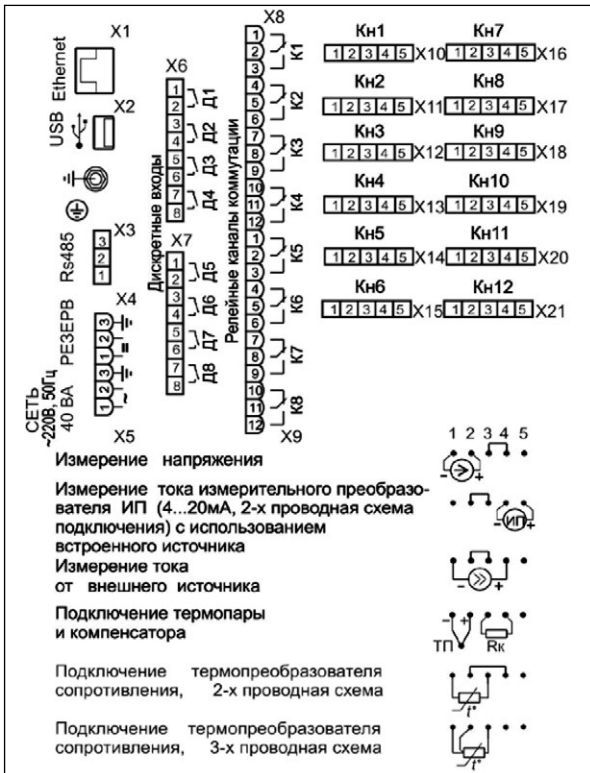 X1
Ethernet
X2
USB
X3
Rs485
3
2
1
X4
РЕЗЕРВ
3
2
1
СЕТЬ
~220В, 50Гц
40 ВА
3
2
1
X5
X6
Дискретные входы
1
2
3
4
5
6
7
8
Д1
Д2
Д3
Д4
X7
1
2
3
4
5
6
7
8
Д5
Д6
Д7
Д8
X8
Релейные каналы коммутации
1
2
3
4
5
6
7
8
9
10
11
12
К1
К2
К3
К4
1
2
3
4
5
6
7
8
9
10
11
12
К5
К6
К7
К8
X9
Кн1 Кн7
1 2 3 4 5 X10 1 2 3 4 5 X16
Кн2 Кн8
1 2 3 4 5 X11 1 2 3 4 5 X17
Кн3 Кн9
1 2 3 4 5 X12 1 2 3 4 5 X18
Кн4 Кн10
1 2 3 4 5 X13 1 2 3 4 5 X19
Кн5 Кн11
1 2 3 4 5 X14 1 2 3 4 5 X20
Кн6 Кн12
1 2 3 4 5 X15 1 2 3 4 5 X21
1 2 3 4 5
Измерение напряжения
- +
Измерение тока измерительного преобразо-
вателя ИП (4...20мА, 2-х проводная схема
подключения) с использованием
встроенного источника
- ИП +
Измерение тока
от внешнего источника
- +
Подключение термопары
и компенсатора
- +
ТП Rк
Подключение термопреобразователя
сопротивления, 2-х проводная схема
t°
Подключение термопреобразователя
сопротивления, 3-х проводная схема
t°